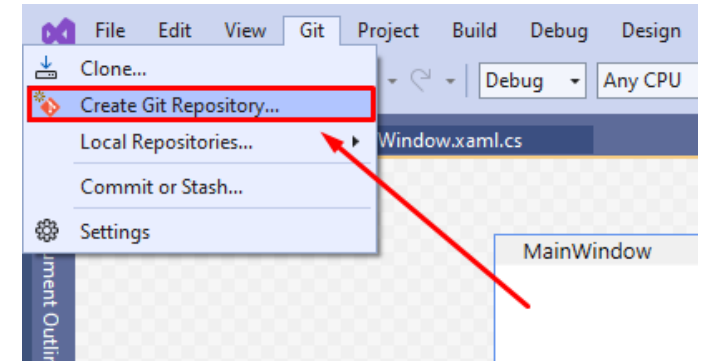 File Edit View Git Project Build Debug Design
Clone...
Debug Any CPU
Create Git Repository...
Local Repositories...
Window.xaml.cs
Commit or Stash...
Settings
MainWindow
ument Outli